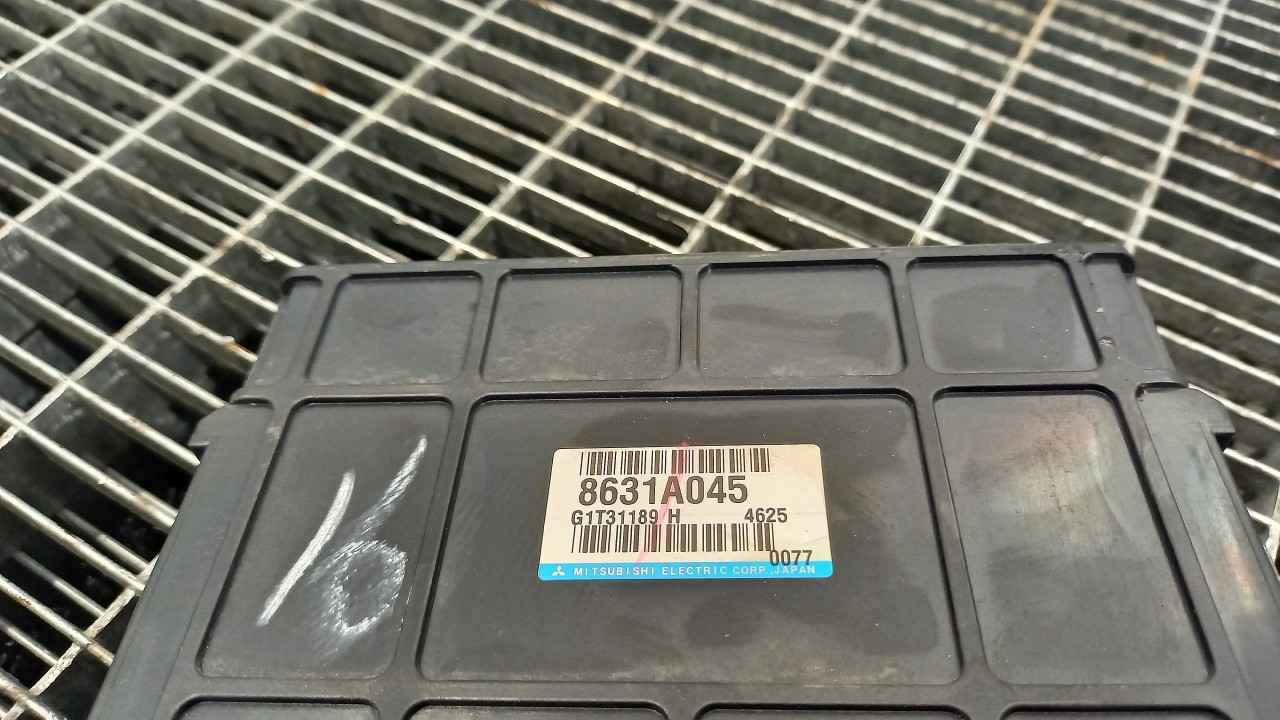 16
8631A045
G1T31189 H 4625
0077
MITSUBISHI ELECTRIC CORP. JAPAN